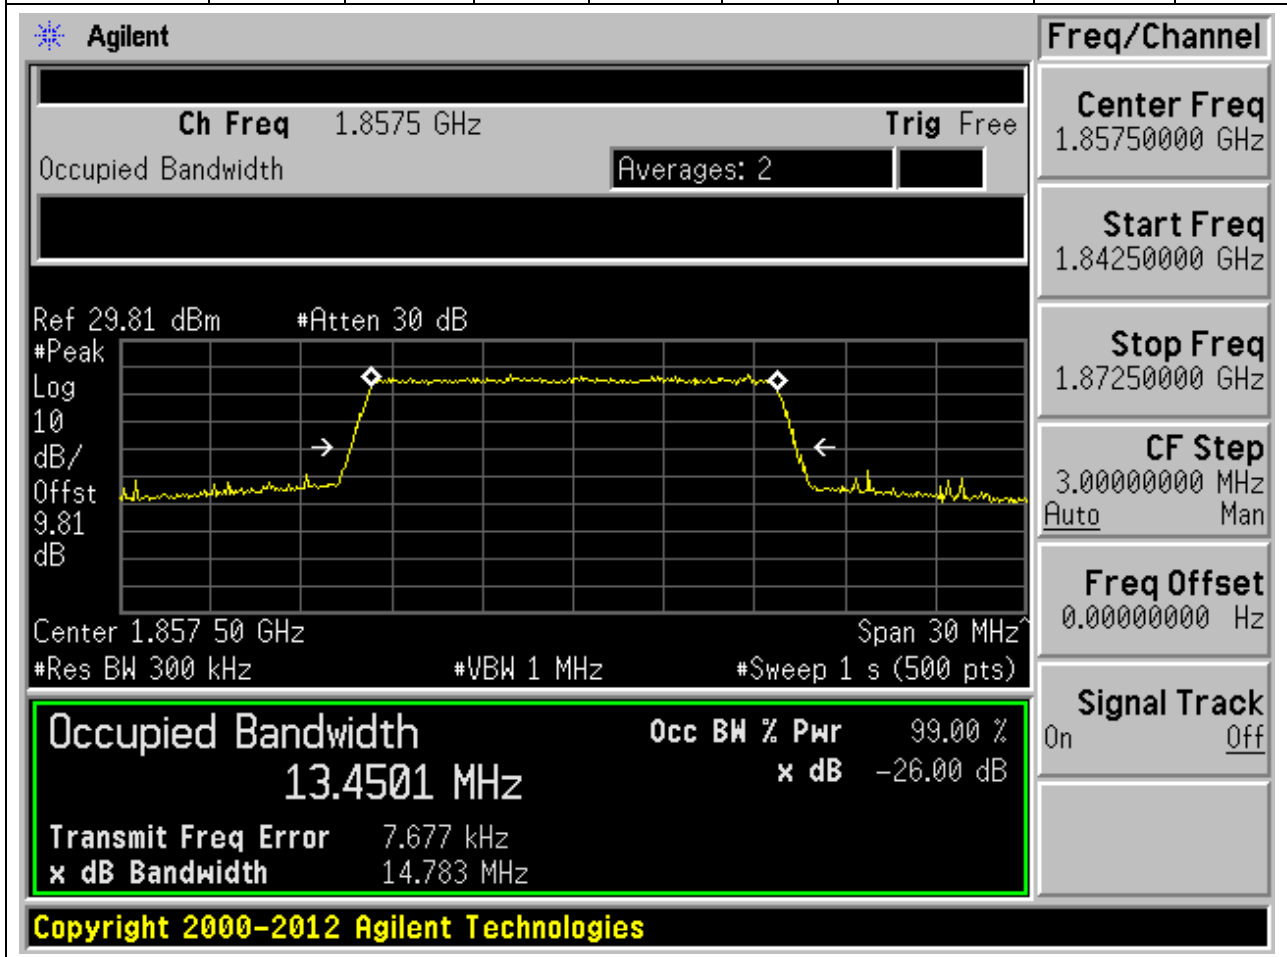 Agilent
Freq/Channel
Ch Freq 1.8575 GHz Trig Free
Occupied Bandwidth Averages: 2
Center Freq
1.85750000 GHz
Start Freq
1.84250000 GHz
Stop Freq
1.87250000 GHz
CF Step
3.00000000 MHz
Auto Man
Freq Offset
0.00000000 Hz
Signal Track
On Off
Ref 29.81 dBm #Atten 30 dB
#Peak
Log
10
dB/
Offst
9.81
dB
Center 1.857 50 GHz Span 30 MHz^
#Res BW 300 kHz #VBW 1 MHz #Sweep 1 s (500 pts)
Occupied Bandwidth Occ BW % Pwr 99.00 %
13.4501 MHz x dB -26.00 dB
Transmit Freq Error 7.677 kHz
x dB Bandwidth 14.783 MHz
Copyright 2000-2012 Agilent Technologies